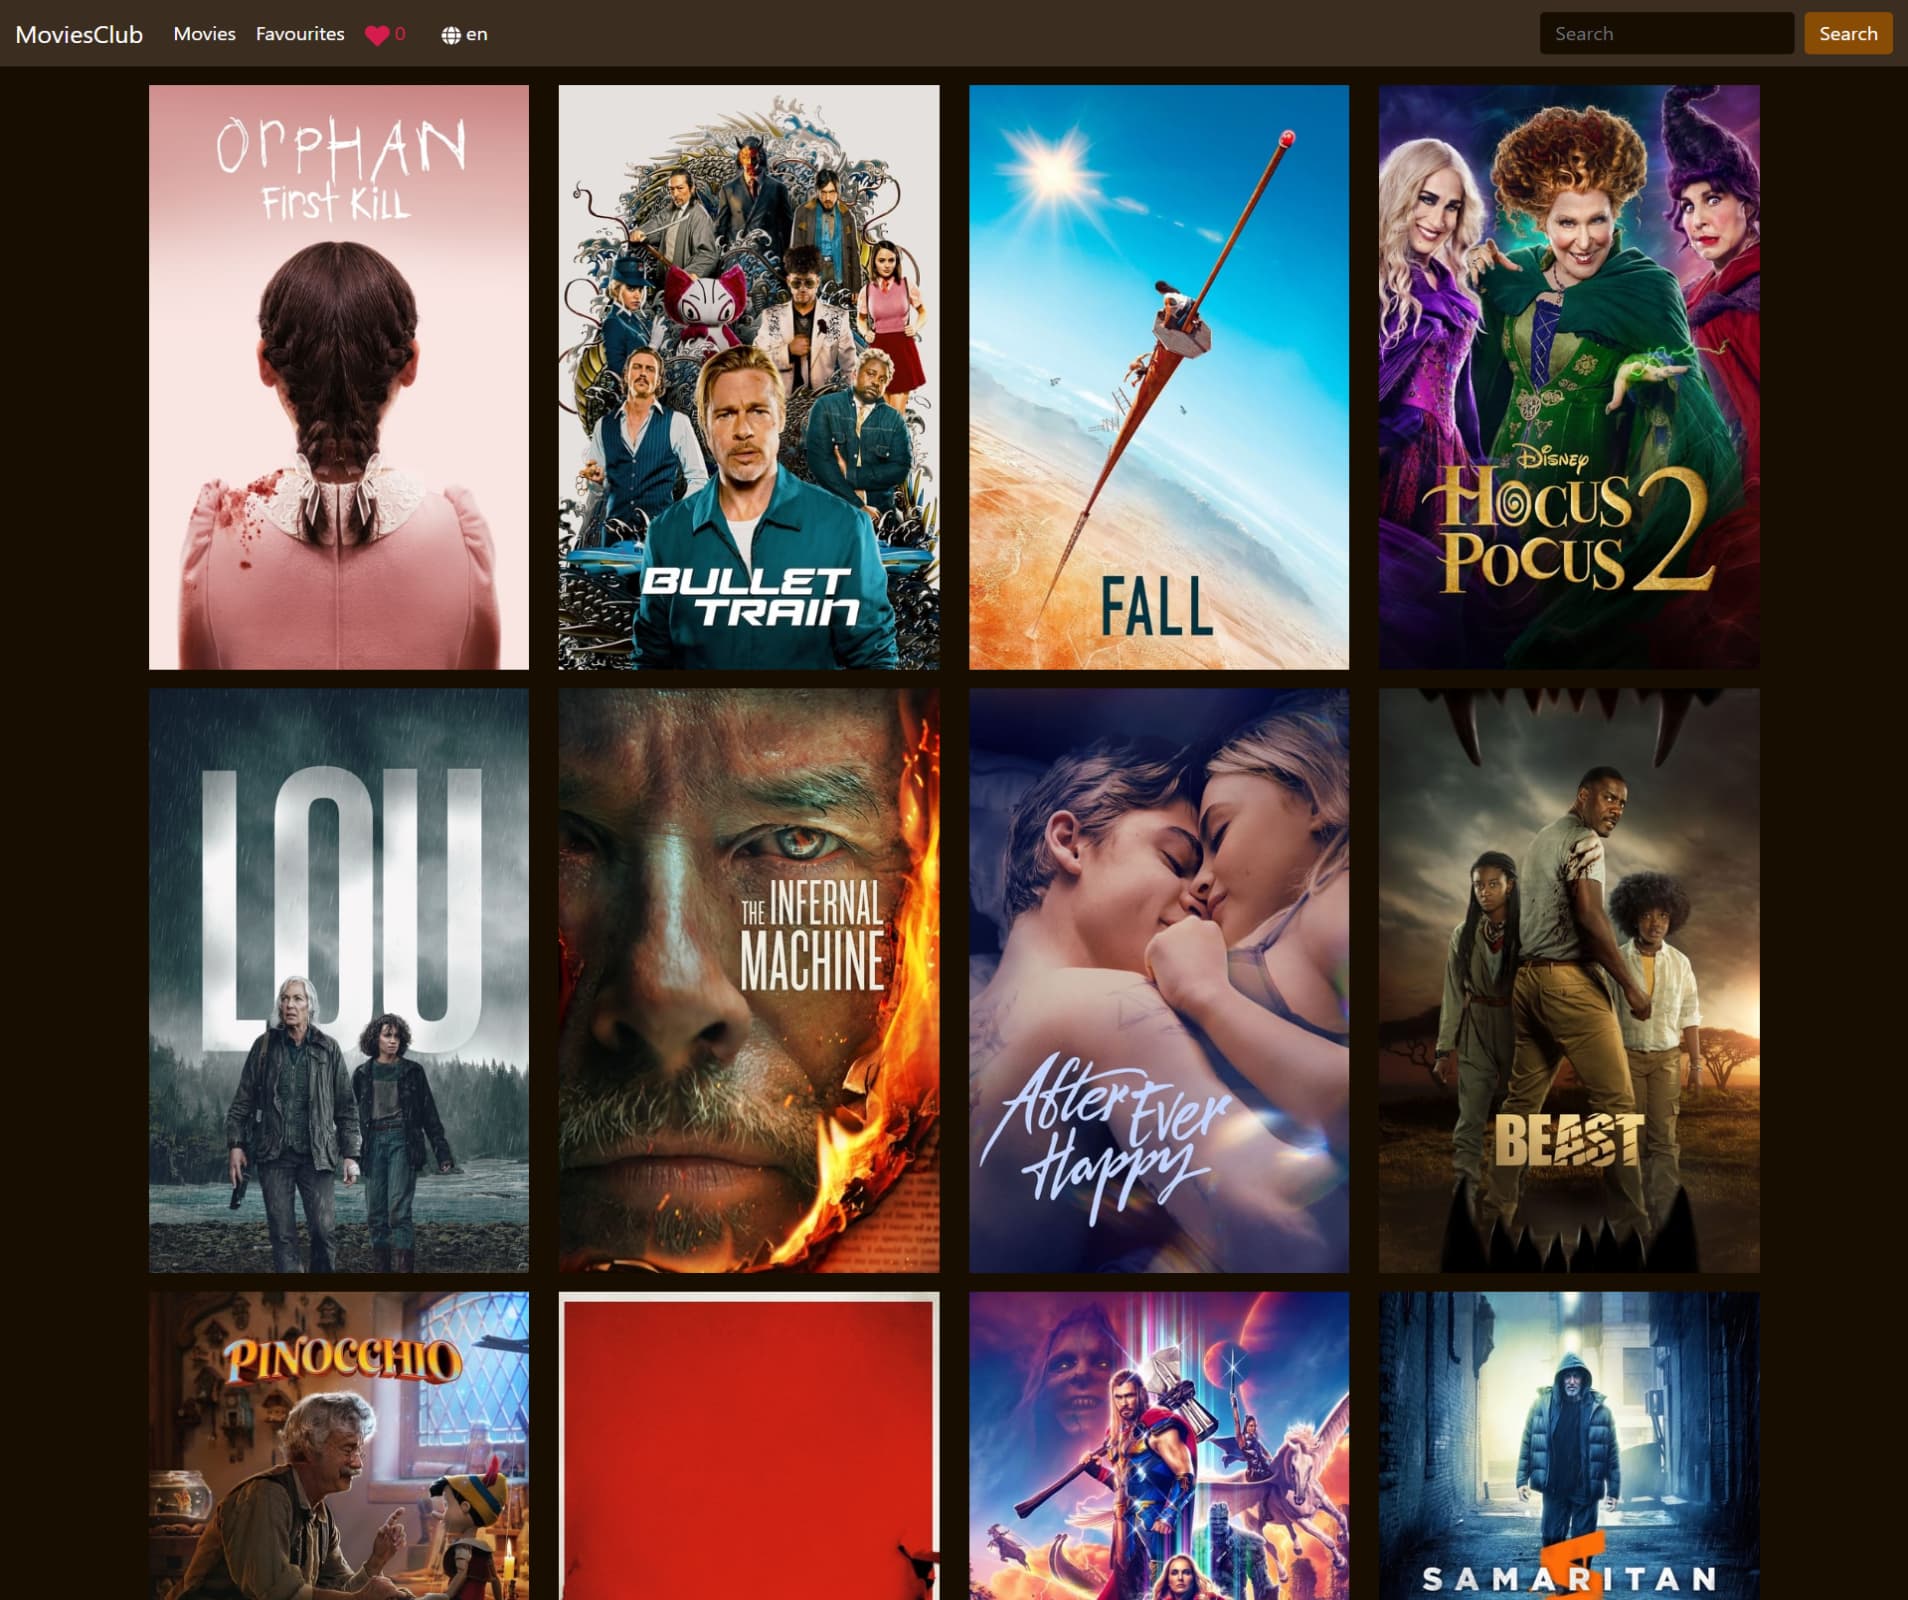 MoviesClub Movies Favourites 0 en Search Search
ORPHAN
First Kill
BULLET
TRAIN
FALL
DISNEY
HOCUS
POCUS 2
LOU
THE INFERNAL
MACHINE
After Ever
Happy
BEAST
PINOCCHIO
SAMARITAN